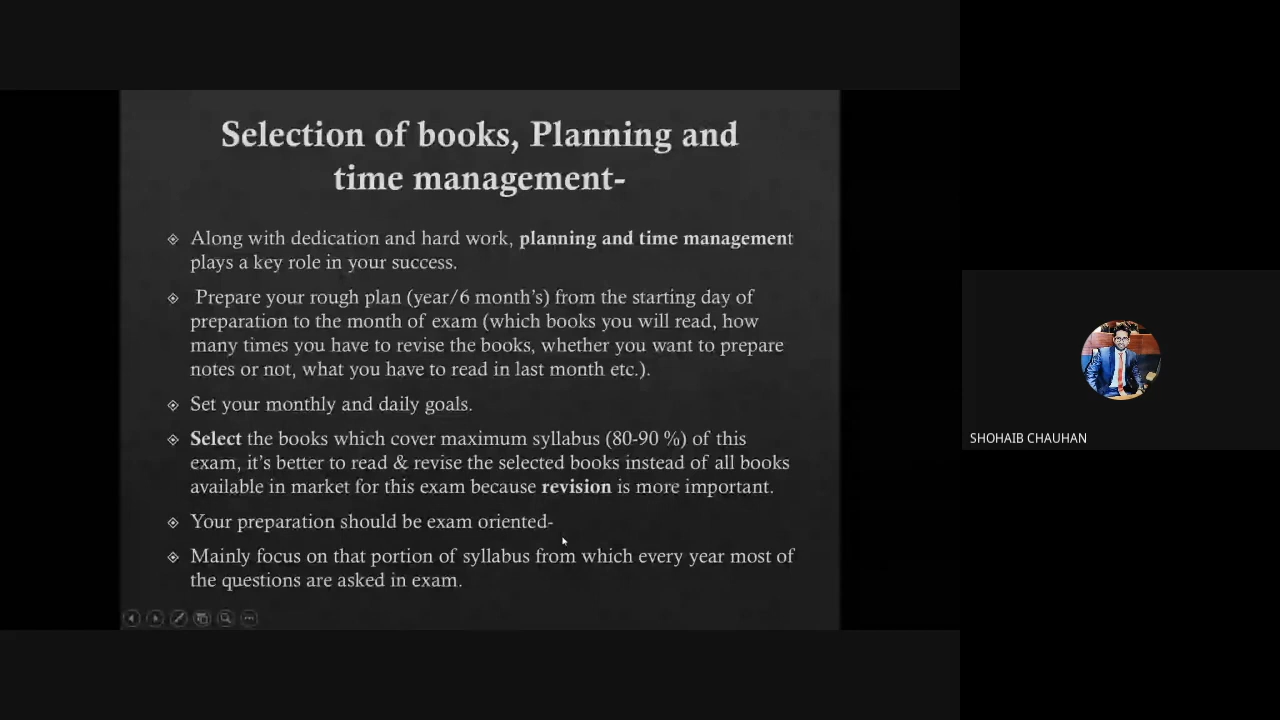 Selection of books, Planning and
time management-
Along with dedication and hard work, planning and time management
plays a key role in your success.
Prepare your rough plan (year/6 month's) from the starting day of
preparation to the month of exam (which books you will read, how
many times you have to revise the books, whether you want to prepare
notes or not, what you have to read in last month etc.).
Set your monthly and daily goals.
Select the books which cover maximum syllabus (80-90 %) of this
exam, it's better to read & revise the selected books instead of all books
available in market for this exam because revision is more important.
Your preparation should be exam oriented-
Mainly focus on that portion of syllabus from which every year most of
the questions are asked in exam.
SHOHAIB CHAUHAN